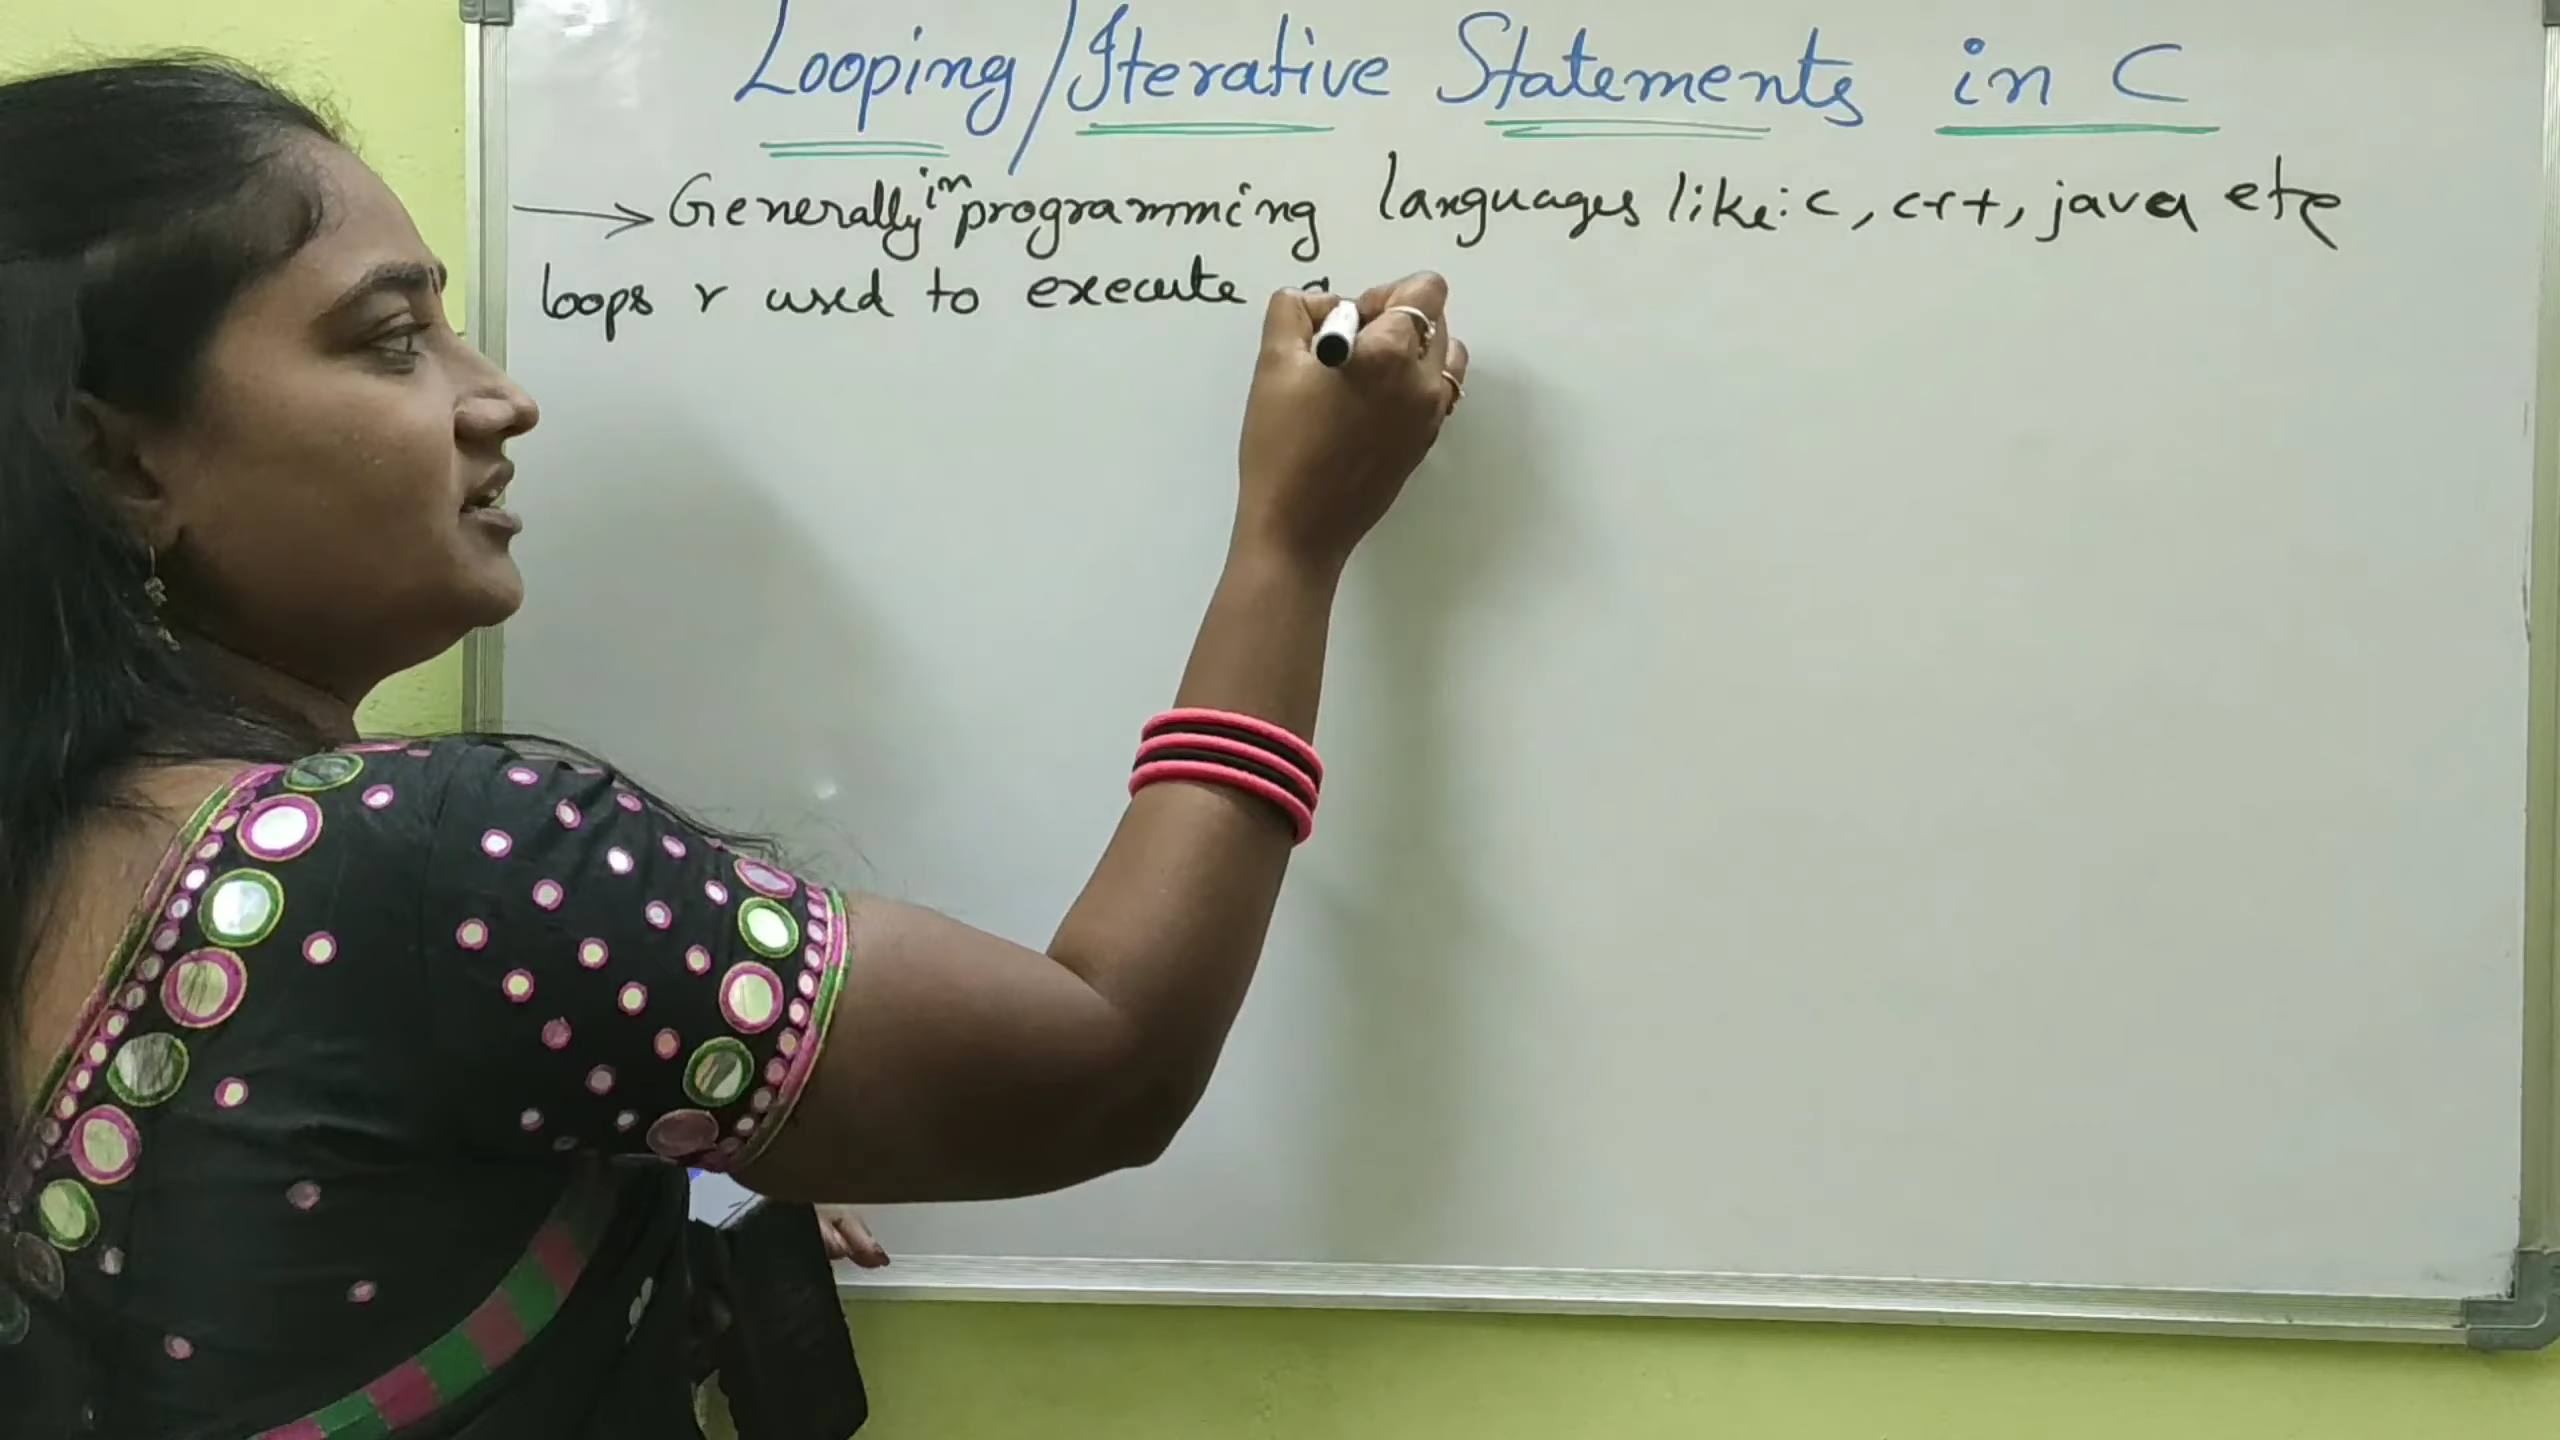 Looping/Iterative Statements in C
→ Generally in programming languages like: c, c++, java etc
loops r used to execute a